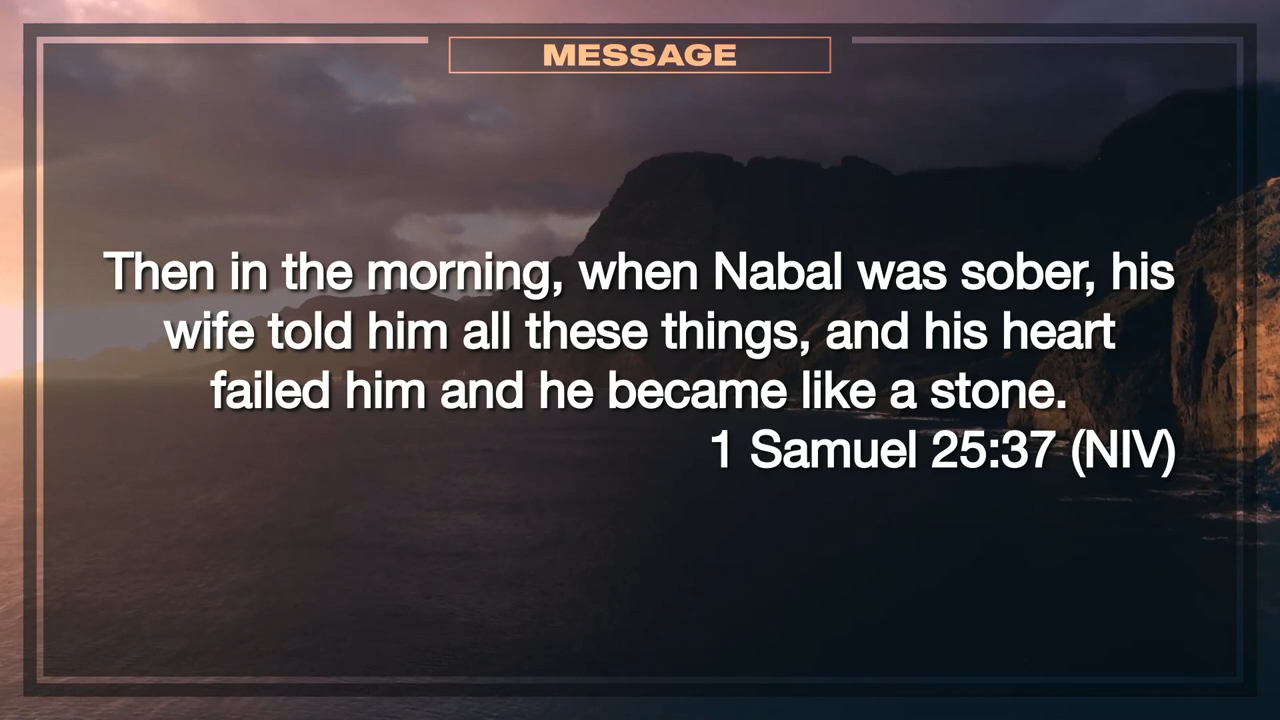 MESSAGE
Then in the morning, when Nabal was sober, his
wife told him all these things, and his heart
failed him and he became like a stone.
1 Samuel 25:37 (NIV)